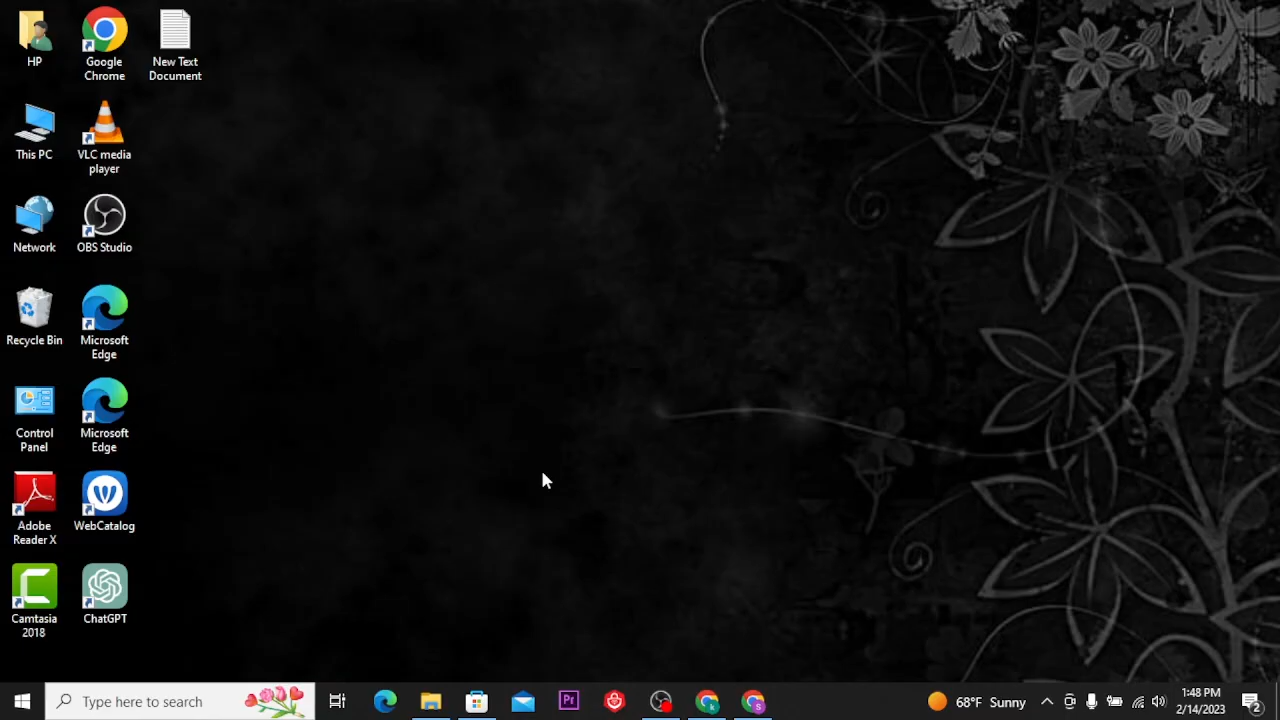 HP
Google
Chrome
New Text
Document
This PC
VLC media
player
Network
OBS Studio
Recycle Bin
Microsoft
Edge
Control
Panel
Microsoft
Edge
Adobe
Reader X
WebCatalog
Camtasia
2018
ChatGPT
Type here to search
Pr
k
s
68°F Sunny
1:48 PM
2/14/2023
2